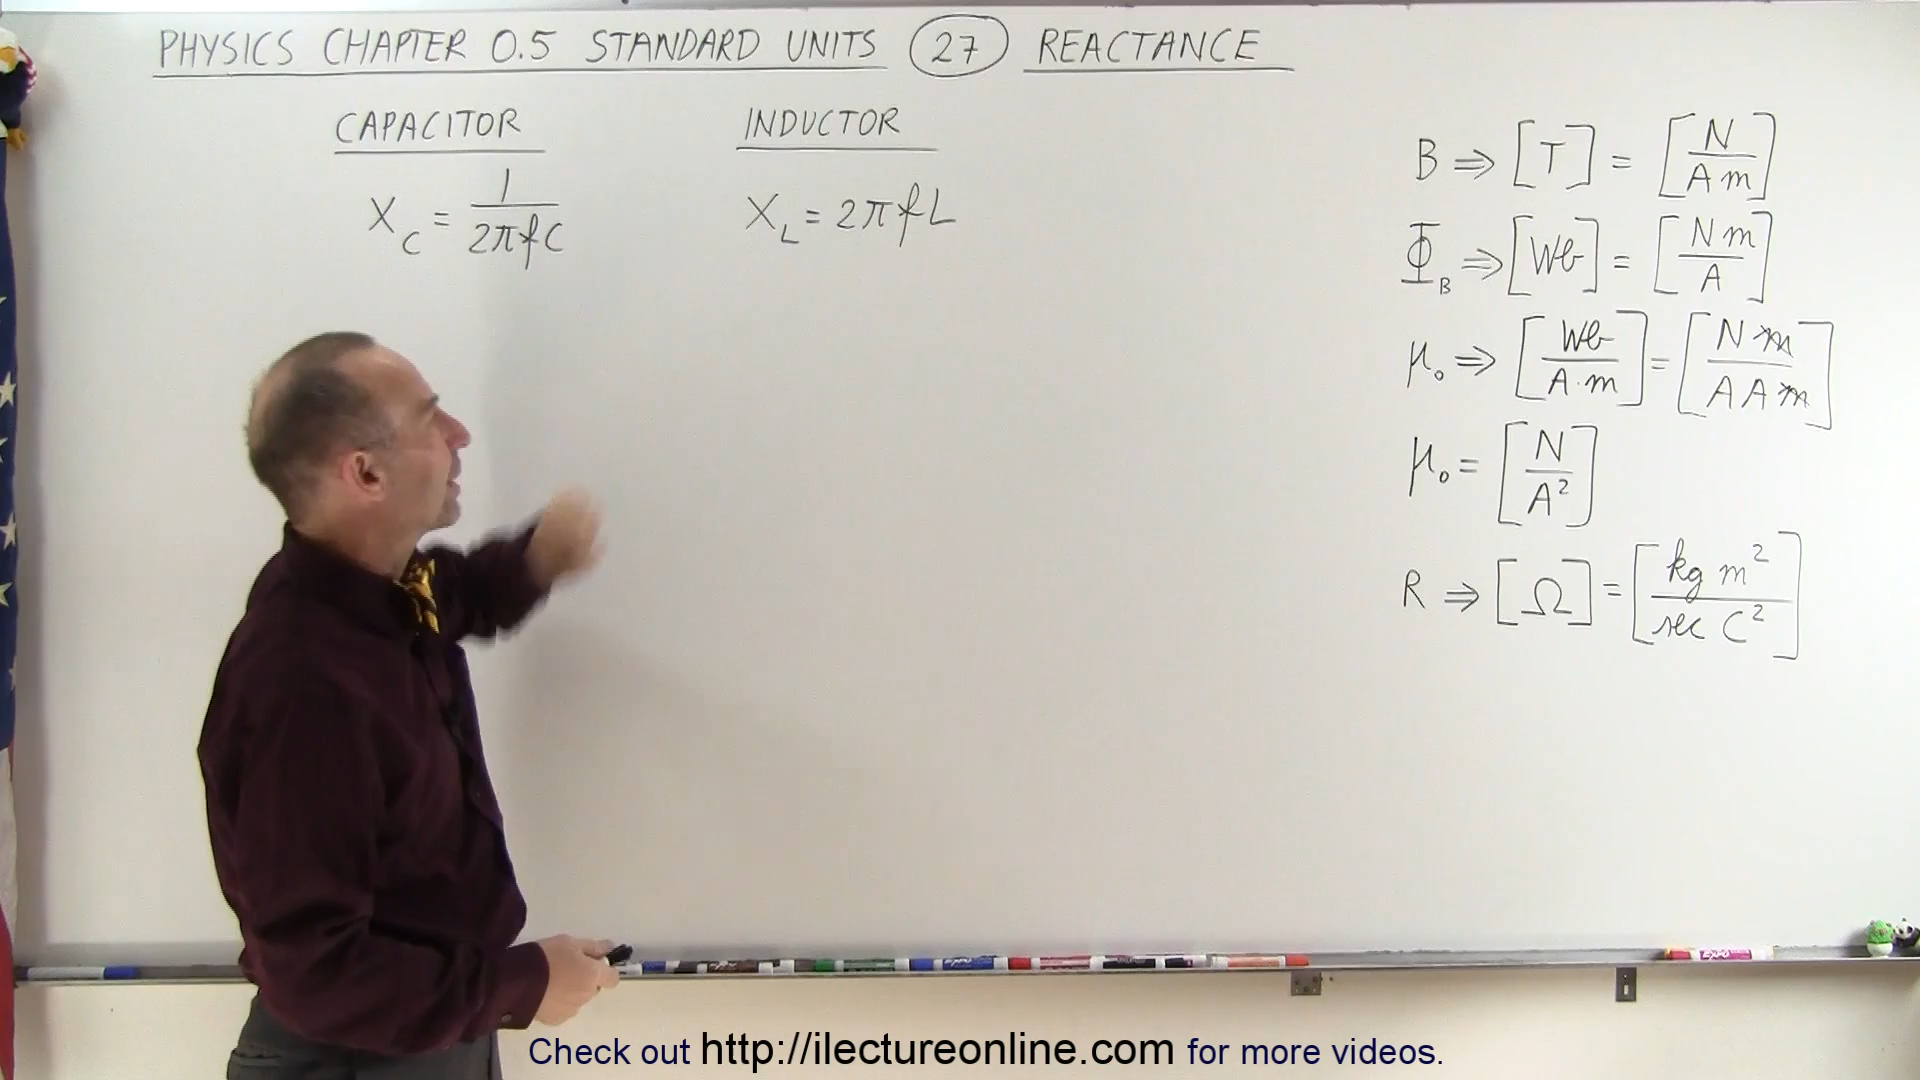 PHYSICS CHAPTER 0.5 STANDARD UNITS 27 REACTANCE
CAPACITOR
X_C = 1/(2πfC)
INDUCTOR
X_L = 2πfL
B ⇒ [T] = [N/(A m)]
Φ_B ⇒ [Wb] = [N m/A]
μ₀ ⇒ [Wb/(A·m)] = [N m/(A A m)]
μ₀ = [N/A²]
R ⇒ [Ω] = [kg m²/(sec C²)]
EXPO
Check out http://ilectureonline.com for more videos.